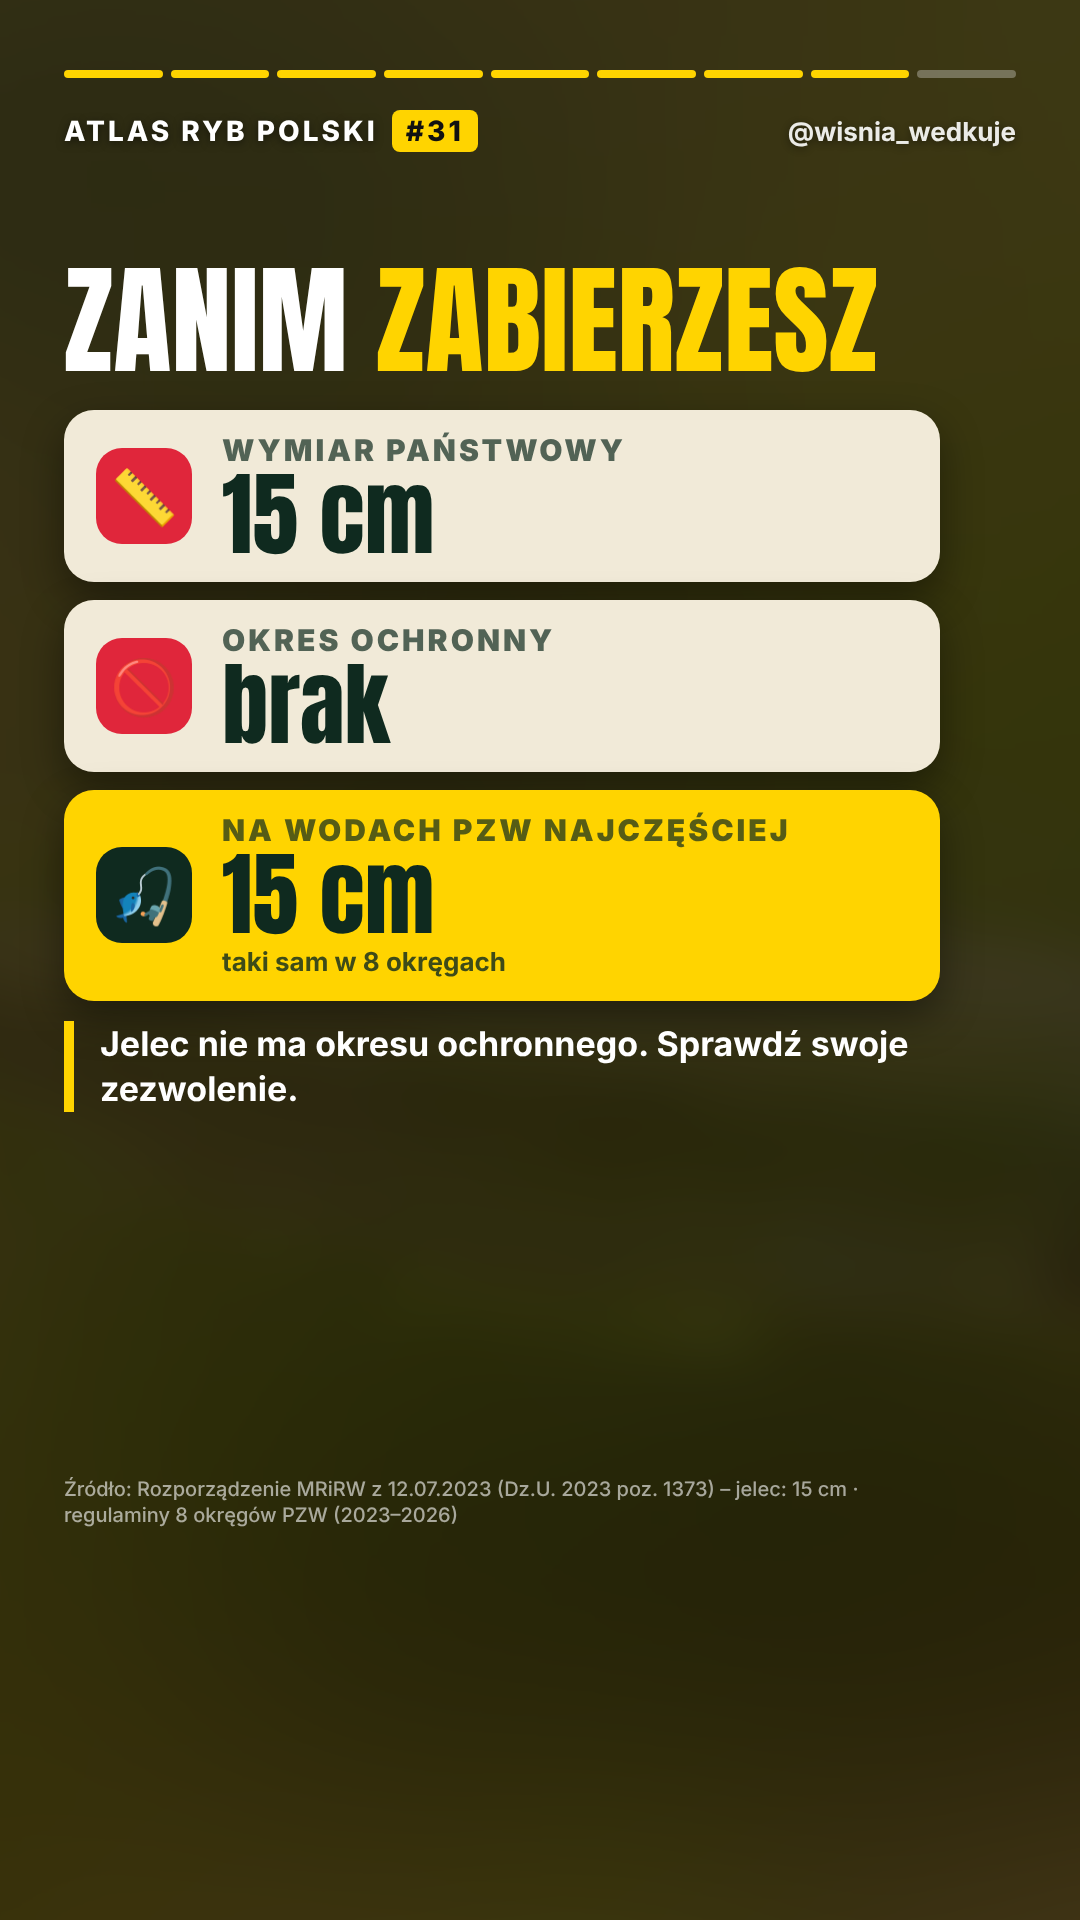 ATLAS RYB POLSKI #31
@wisnia_wedkuje
ZANIM ZABIERZESZ
WYMIAR PAŃSTWOWY
15 cm
OKRES OCHRONNY
brak
NA WODACH PZW NAJCZĘŚCIEJ
15 cm
taki sam w 8 okręgach
Jelec nie ma okresu ochronnego. Sprawdź swoje
zezwolenie.
Źródło: Rozporządzenie MRiRW z 12.07.2023 (Dz.U. 2023 poz. 1373) – jelec: 15 cm ·
regulaminy 8 okręgów PZW (2023–2026)